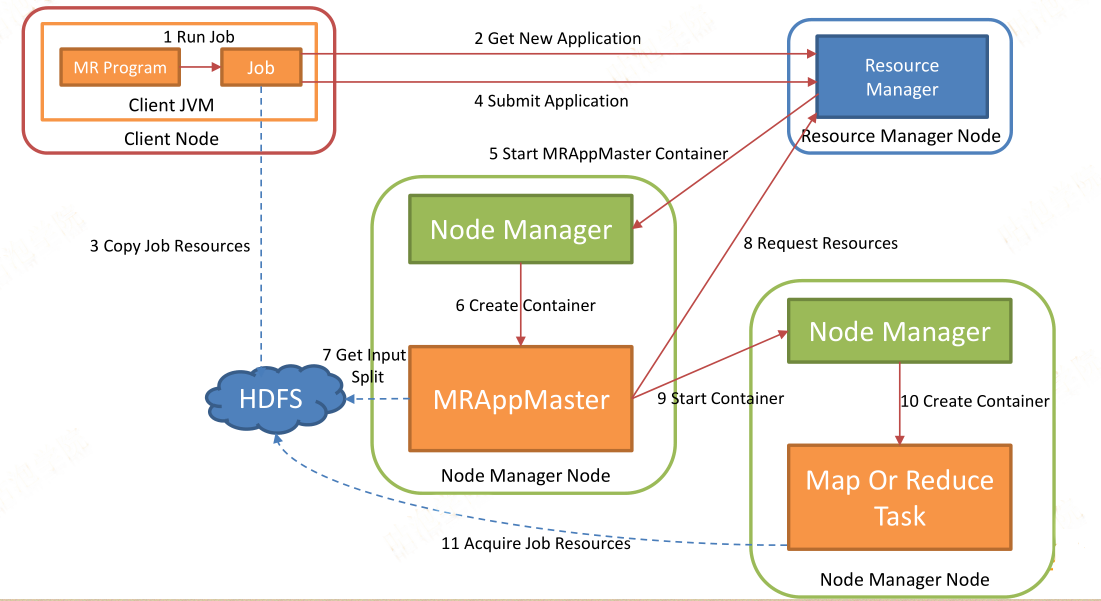 1 Run Job
MR Program
Job
Client JVM
Client Node
2 Get New Application
4 Submit Application
Resource
Manager
Resource Manager Node
5 Start MRAppMaster Container
3 Copy Job Resources
Node Manager
8 Request Resources
6 Create Container
7 Get Input
Split
HDFS
MRAppMaster
Node Manager Node
9 Start Container
Node Manager
10 Create Container
Map Or Reduce
Task
11 Acquire Job Resources
Node Manager Node